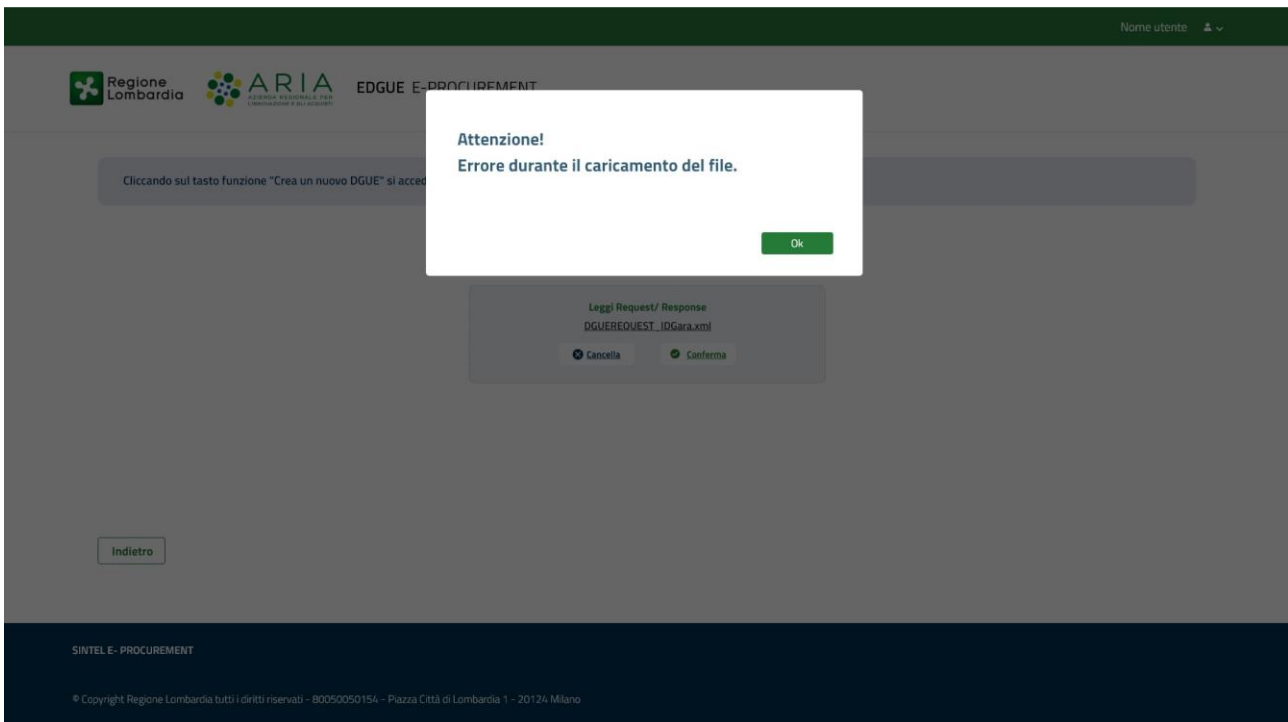 Nome utente
Regione
Lombardia
ARIA
AZIENDA REGIONALE PER
L'INNOVAZIONE E GLI ACQUISTI
EDGUE E-PROCUREMENT
Attenzione!
Errore durante il caricamento del file.
Ok
Cliccando sul tasto funzione "Crea un nuovo DGUE" si acced
Leggi Request/ Response
DGUEREQUEST_IDGara.xml
Cancella
Conferma
Indietro
SINTEL E- PROCUREMENT
© Copyright Regione Lombardia tutti i diritti riservati - 80050050154 - Piazza Città di Lombardia 1 - 20124 Milano